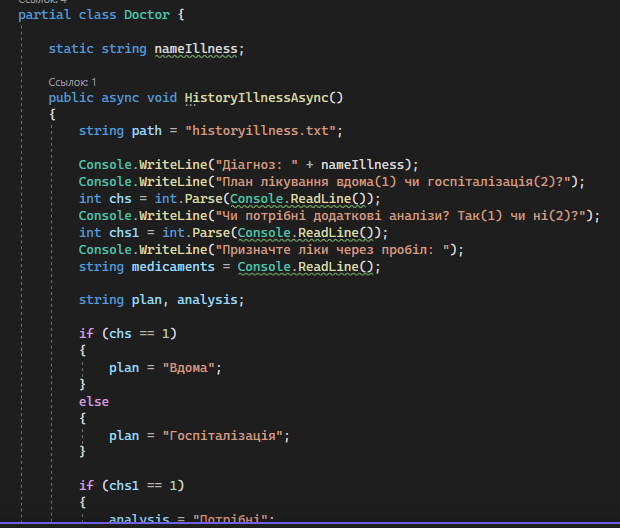 Ссылок: 4
partial class Doctor {
static string nameIllness;
Ссылок: 1
public async void HistoryIllnessAsync()
{
string path = "historyillness.txt";
Console.WriteLine("Діагноз: " + nameIllness);
Console.WriteLine("План лікування вдома(1) чи госпіталізація(2)?");
int chs = int.Parse(Console.ReadLine());
Console.WriteLine("Чи потрібні додаткові анализи? Так(1) чи ні(2)?");
int chs1 = int.Parse(Console.ReadLine());
Console.WriteLine("Призначте ліки через пробіл: ");
string medicaments = Console.ReadLine();
string plan, analysis;
if (chs == 1)
{
plan = "Вдома";
}
else
{
plan = "Госпіталізація";
}
if (chs1 == 1)
{
analysis = "Потрібні";